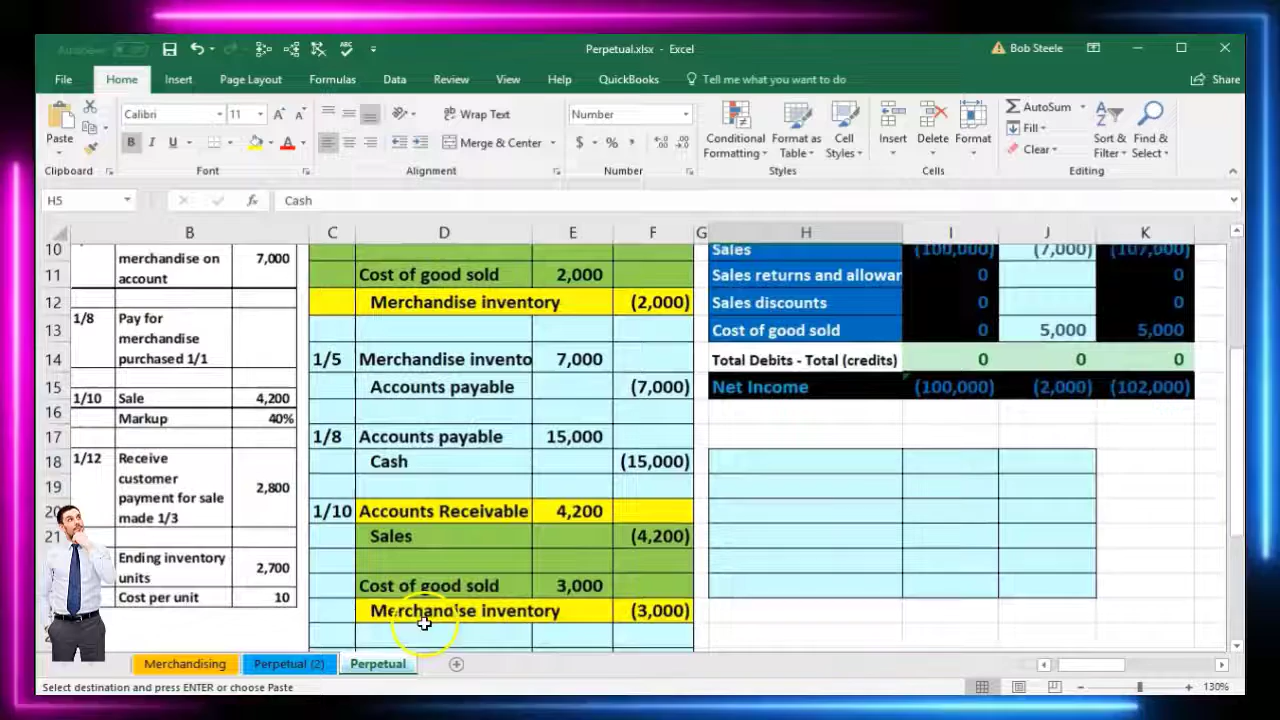 AutoSave
Perpetual.xlsx - Excel
Bob Steele
File Home Insert Page Layout Formulas Data Review View Help QuickBooks Tell me what you want to do Share
Calibri 11 Wrap Text Number AutoSum
Paste B I U Merge & Center $ % Conditional Formatting Format as Table Cell Styles Insert Delete Format Fill Clear Sort & Filter Find & Select
Clipboard Font Alignment Number Styles Cells Editing
H5 fx Cash
B C D E F G H I J K
10 merchandise on account 7,000 Sales (100,000) (7,000) (107,000)
11 Cost of good sold 2,000 Sales returns and allowar 0 0
12 Merchandise inventory (2,000) Sales discounts 0 0
13 1/8 Pay for merchandise purchased 1/1 Cost of good sold 0 5,000 5,000
14 1/5 Merchandise invento 7,000 Total Debits - Total (credits) 0 0 0
15 Accounts payable (7,000) Net Income (100,000) (2,000) (102,000)
1/10 Sale 4,200
16 Markup 40%
17 1/8 Accounts payable 15,000
18 1/12 Receive customer payment for sale made 1/3 2,800 Cash (15,000)
19
20 1/10 Accounts Receivable 4,200
21 Sales (4,200)
Ending inventory units 2,700
Cost of good sold 3,000
Cost per unit 10
Merchandise inventory (3,000)
Merchandising Perpetual (2) Perpetual
Select destination and press ENTER or choose Paste 130%